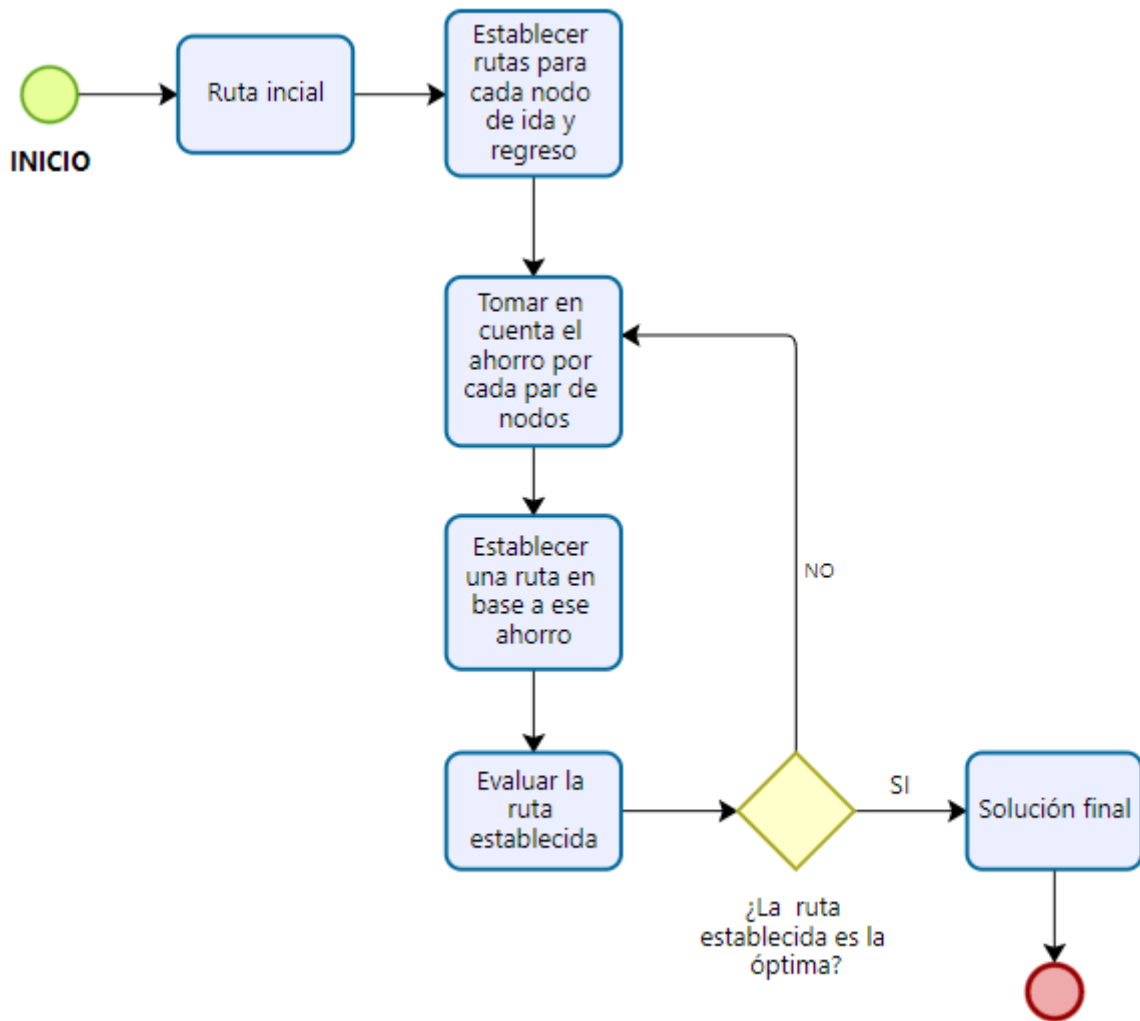 INICIO
Ruta incial
Establecer
rutas para
cada nodo
de ida y
regreso
Tomar en
cuenta el
ahorro por
cada par de
nodos
Establecer
una ruta en
base a ese
ahorro
NO
Evaluar la
ruta
establecida
SI
Solución final
¿La ruta
establecida es la
óptima?